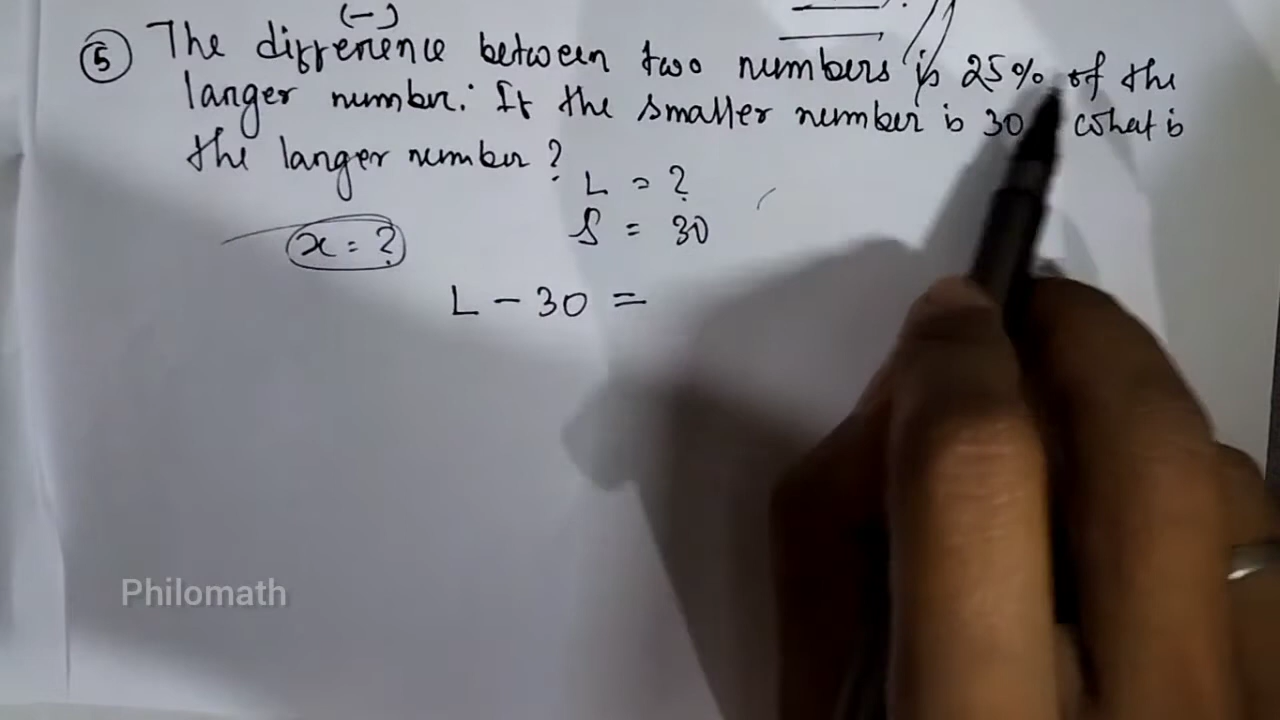 (-)
⑤ The difference between two numbers is 25% of the
larger number. If the smaller number is 30 what is
the larger number?
L = ?
S = 30
x = ?
L - 30 =
Philomath